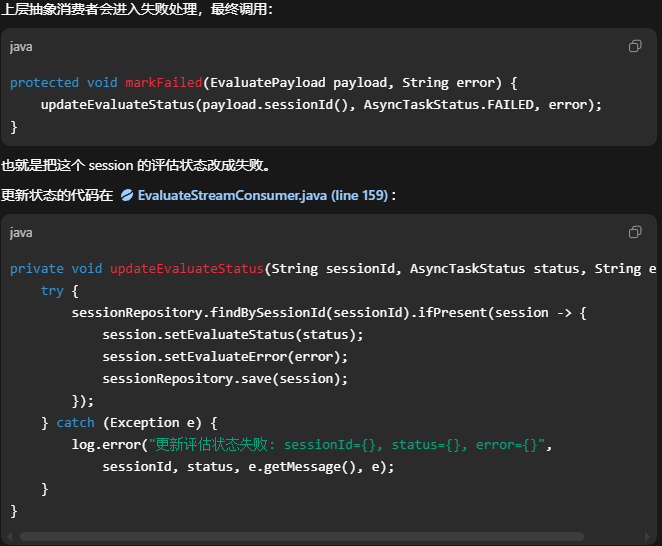 上层抽象消费者会进入失败处理，最终调用：
java
protected void markFailed(EvaluatePayload payload, String error) {
    updateEvaluateStatus(payload.sessionId(), AsyncTaskStatus.FAILED, error);
}
也就是把这个 session 的评估状态改成失败。
更新状态的代码在 EvaluateStreamConsumer.java (line 159) ：
java
private void updateEvaluateStatus(String sessionId, AsyncTaskStatus status, String e
    try {
        sessionRepository.findBySessionId(sessionId).ifPresent(session -> {
            session.setEvaluateStatus(status);
            session.setEvaluateError(error);
            sessionRepository.save(session);
        });
    } catch (Exception e) {
        log.error("更新评估状态失败: sessionId={}, status={}, error={}",
            sessionId, status, e.getMessage(), e);
    }
}